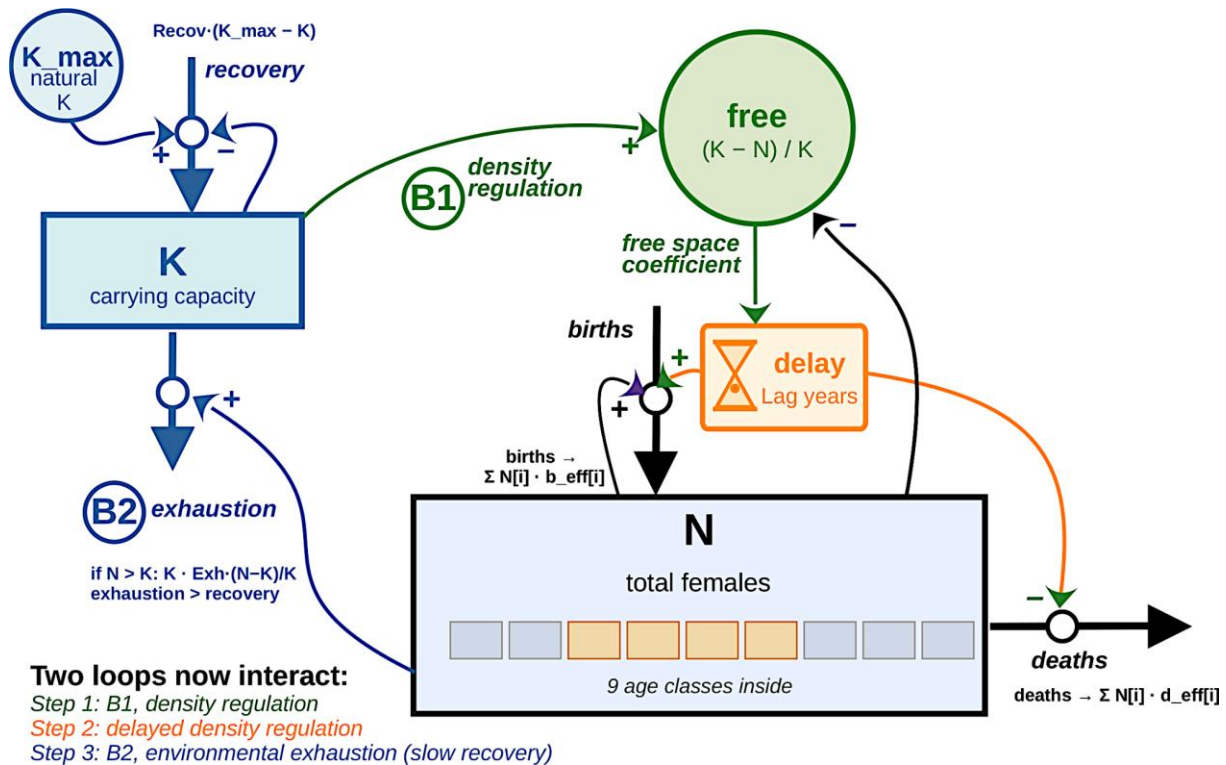 K_max
natural
K
Recov·(K_max − K)
recovery
+
−
K
carrying capacity
+
B1
density
regulation
free
(K − N) / K
−
free space
coefficient
births
+
+
delay
Lag years
births →
Σ N[i] · b_eff[i]
+
B2
exhaustion
if N > K: K · Exh·(N−K)/K
exhaustion > recovery
N
total females
9 age classes inside
−
deaths
deaths → Σ N[i] · d_eff[i]
Two loops now interact:
Step 1: B1, density regulation
Step 2: delayed density regulation
Step 3: B2, environmental exhaustion (slow recovery)